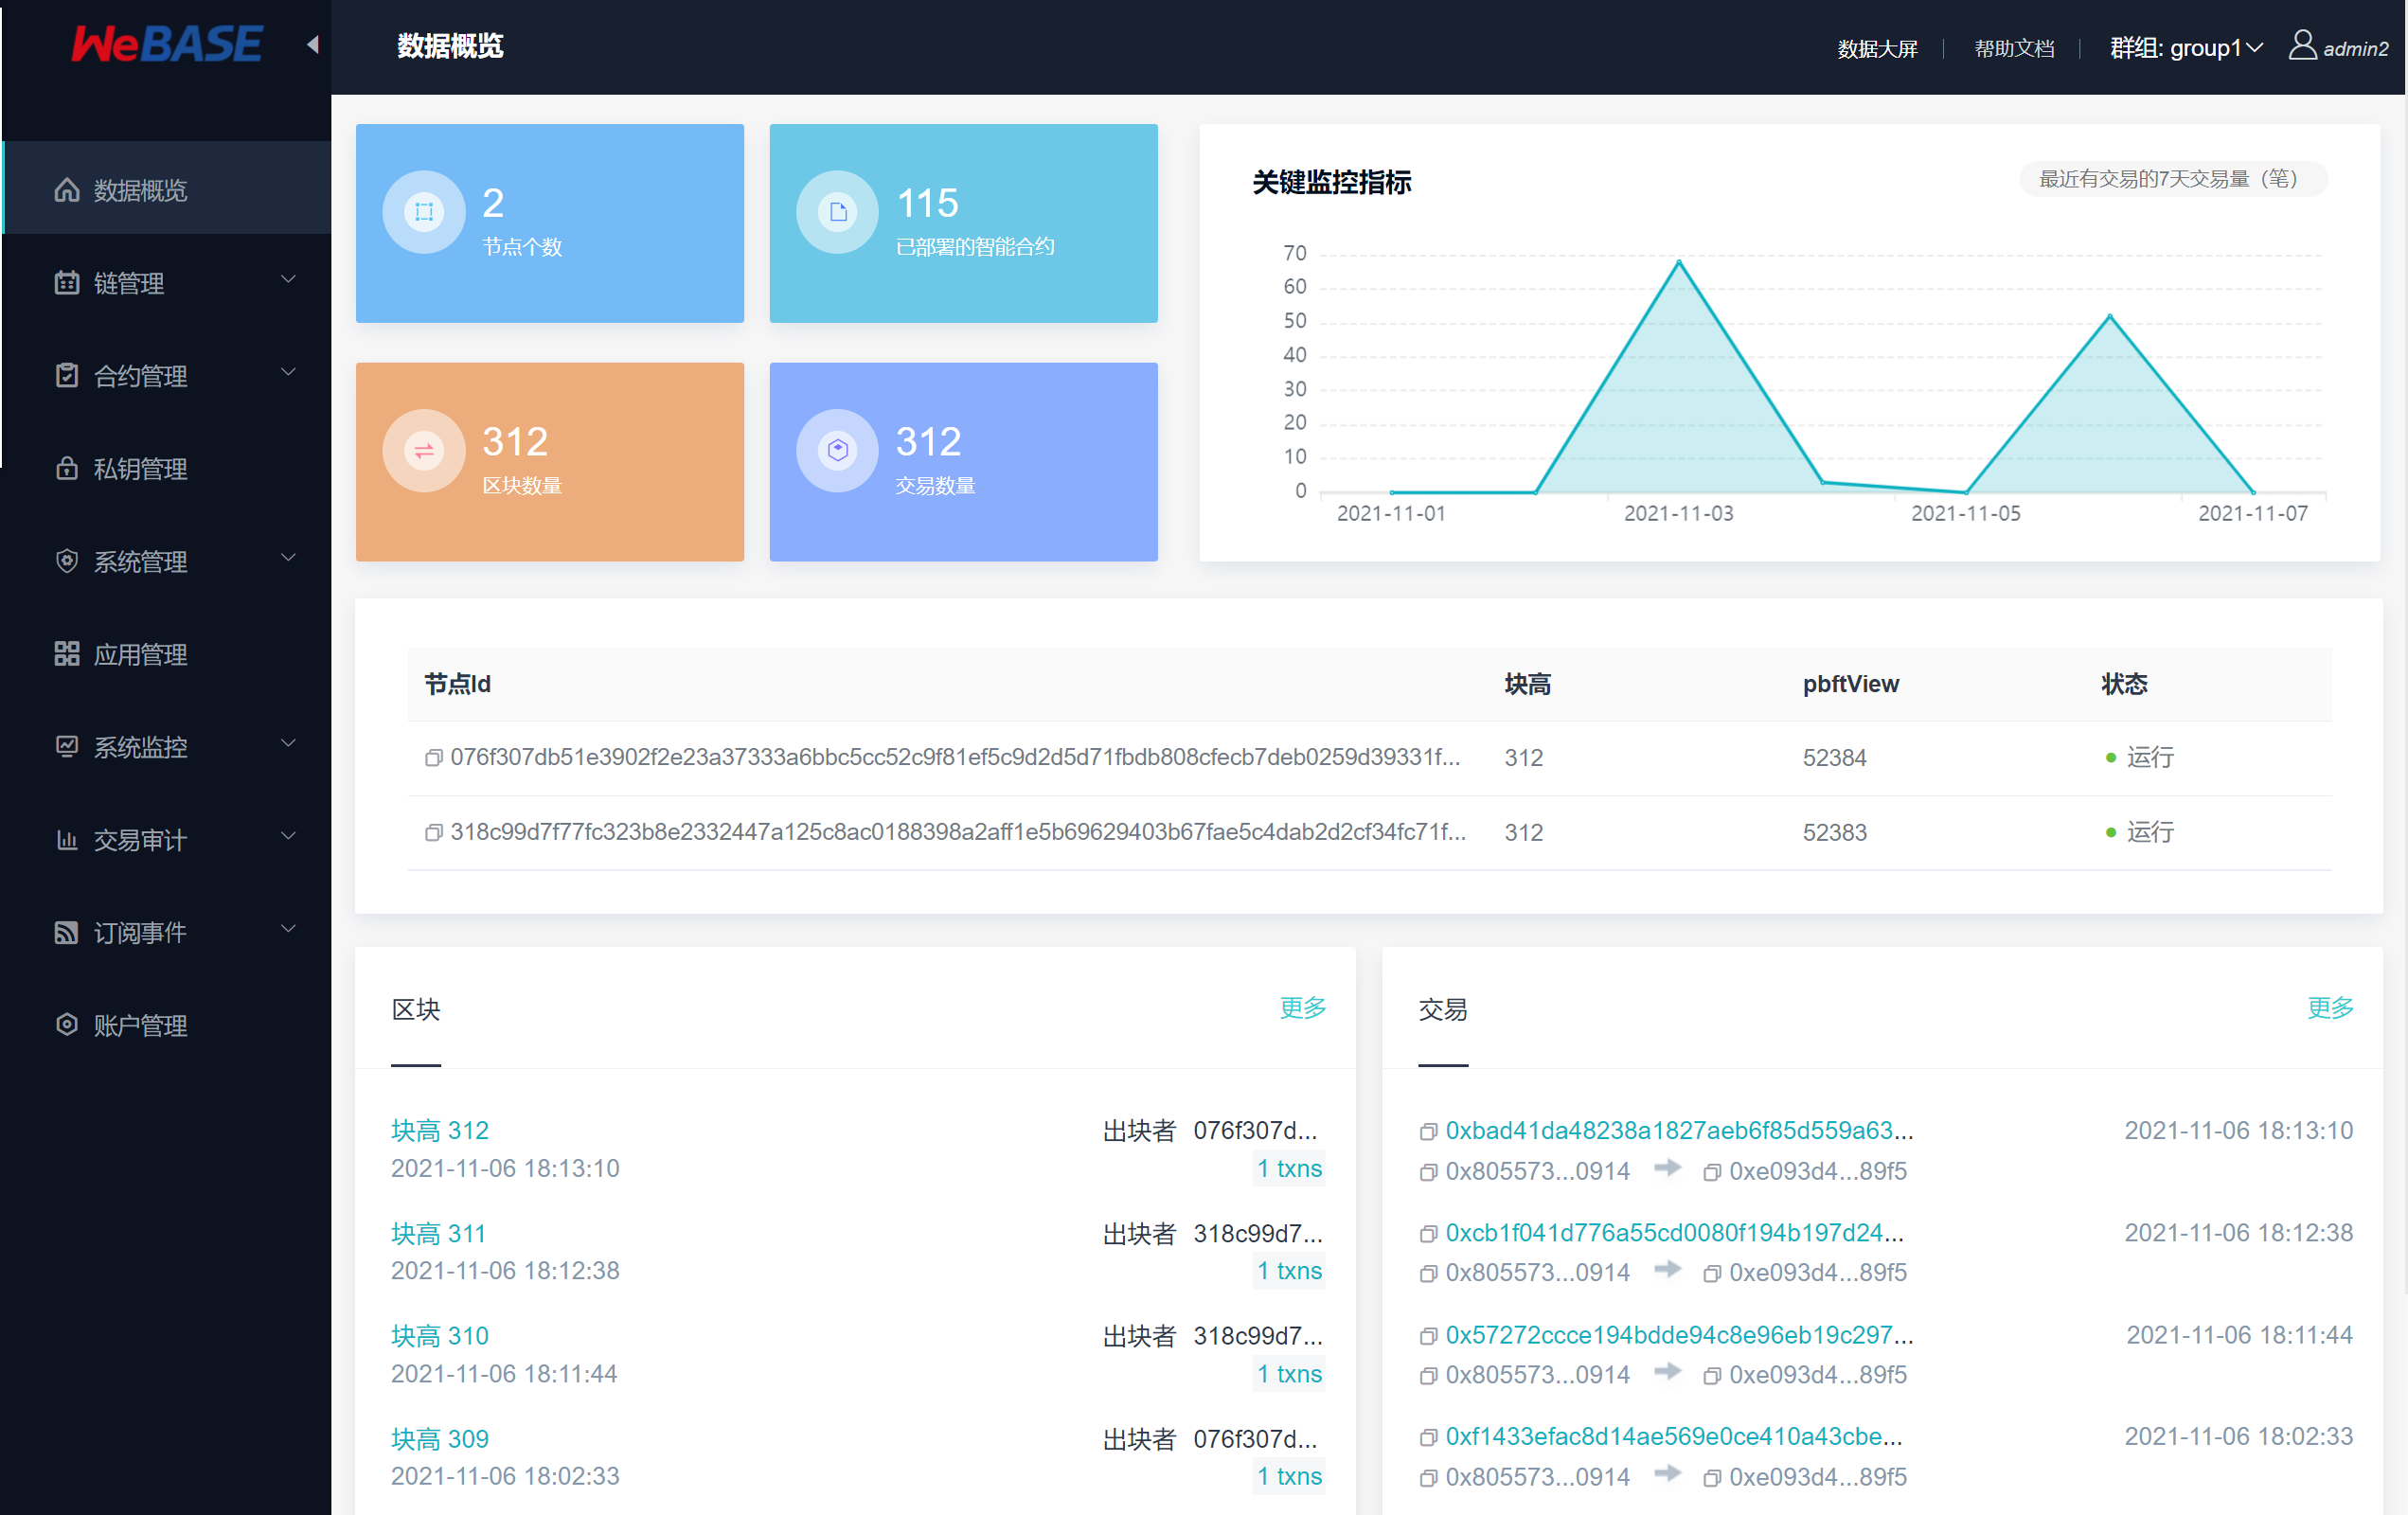 WeBASE
数据概览
数据大屏
帮助文档
群组: group1
admin2
数据概览
链管理
合约管理
私钥管理
系统管理
应用管理
系统监控
交易审计
订阅事件
账户管理
2
节点个数
115
已部署的智能合约
312
区块数量
312
交易数量
关键监控指标
最近有交易的7天交易量（笔）
70
60
50
40
30
20
10
0
2021-11-01
2021-11-03
2021-11-05
2021-11-07
节点Id 块高 pbftView 状态
076f307db51e3902f2e23a37333a6bbc5cc52c9f81ef5c9d2d5d71fbdb808cfecb7deb0259d39331f... 312 52384 运行
318c99d7f77fc323b8e2332447a125c8ac0188398a2aff1e5b69629403b67fae5c4dab2d2cf34fc71f... 312 52383 运行
区块 更多
块高 312 出块者 076f307d...
2021-11-06 18:13:10 1 txns
块高 311 出块者 318c99d7...
2021-11-06 18:12:38 1 txns
块高 310 出块者 318c99d7...
2021-11-06 18:11:44 1 txns
块高 309 出块者 076f307d...
2021-11-06 18:02:33 1 txns
交易 更多
0xbad41da48238a1827aeb6f85d559a63... 2021-11-06 18:13:10
0x805573...0914 0xe093d4...89f5
0xcb1f041d776a55cd0080f194b197d24... 2021-11-06 18:12:38
0x805573...0914 0xe093d4...89f5
0x57272ccce194bdde94c8e96eb19c297... 2021-11-06 18:11:44
0x805573...0914 0xe093d4...89f5
0xf1433efac8d14ae569e0ce410a43cbe... 2021-11-06 18:02:33
0x805573...0914 0xe093d4...89f5